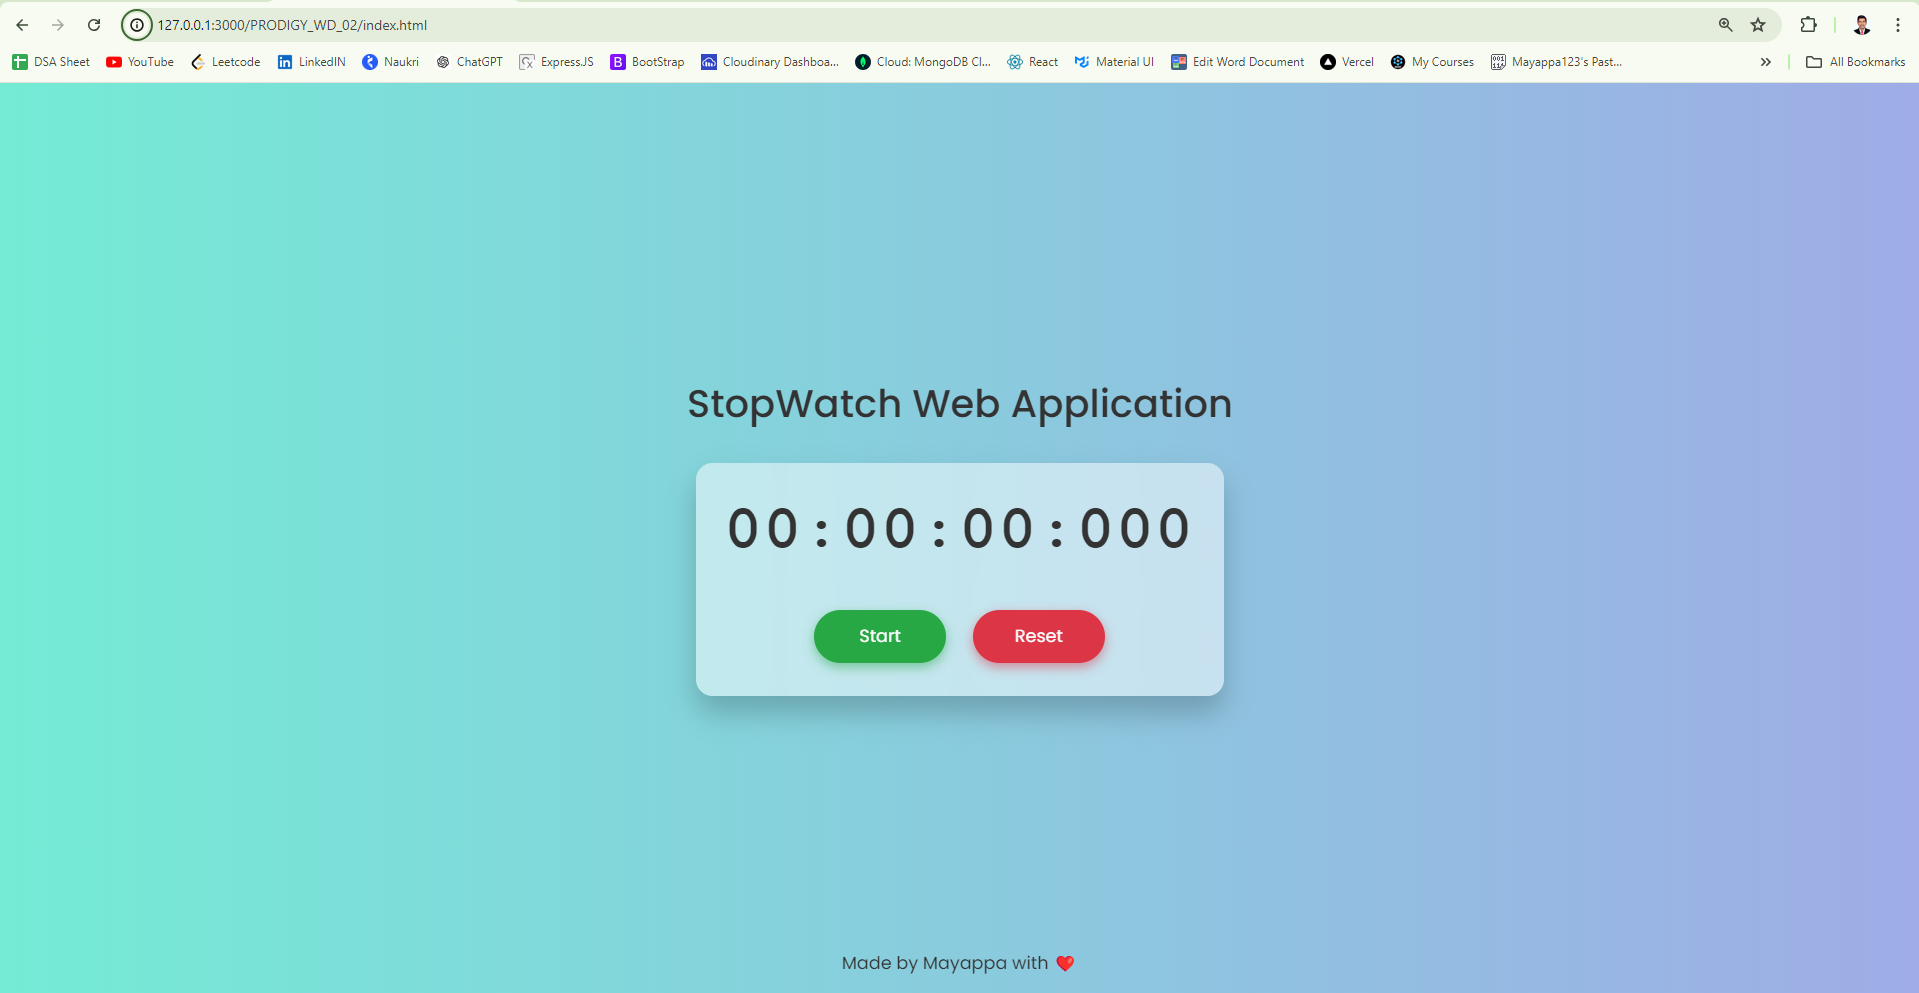 127.0.0.1:3000/PRODIGY_WD_02/index.html
DSA Sheet YouTube Leetcode LinkedIN Naukri ChatGPT Express.JS BootStrap Cloudinary Dashboa... Cloud: MongoDB Cl... React Material UI Edit Word Document Vercel My Courses Mayappa123's Past... » All Bookmarks
StopWatch Web Application
00:00:00:000
Start Reset
Made by Mayappa with ❤️